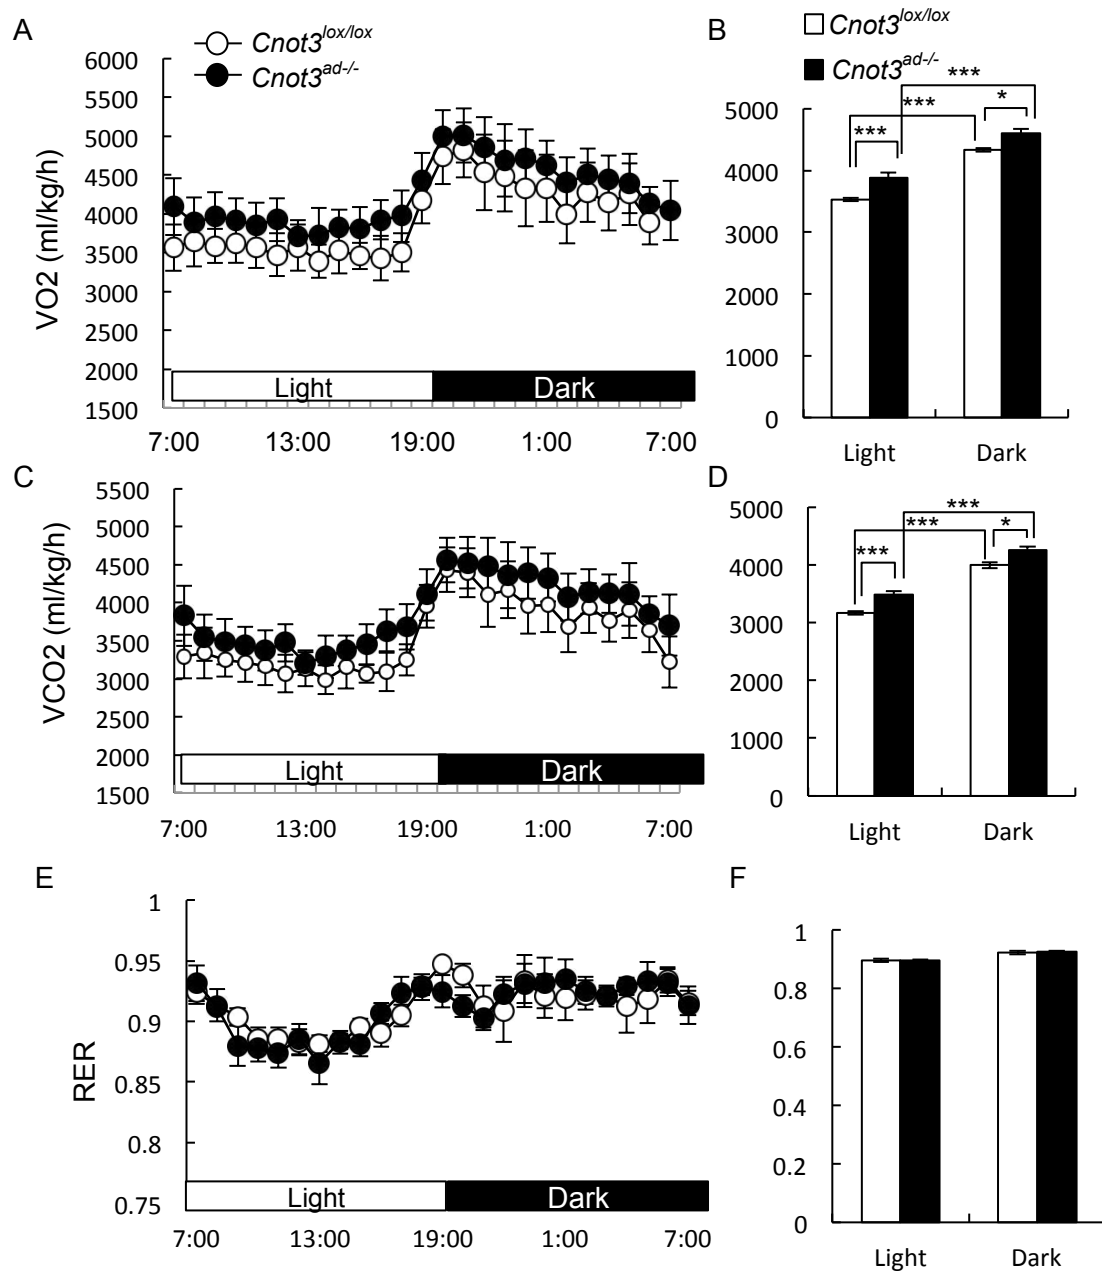 A
Cnot3lox/lox
Cnot3ad-/-
VO2 (ml/kg/h)
6000
5500
5000
4500
4000
3500
3000
2500
2000
1500
Light
Dark
7:00
13:00
19:00
1:00
7:00
B
Cnot3lox/lox
Cnot3ad-/-
***
***
*
***
5000
4000
3000
2000
1000
0
Light
Dark
C
VCO2 (ml/kg/h)
5500
5000
4500
4000
3500
3000
2500
2000
1500
Light
Dark
7:00
13:00
19:00
1:00
7:00
D
***
***
*
***
5000
4000
3000
2000
1000
0
Light
Dark
E
RER
1
0.95
0.9
0.85
0.8
0.75
Light
Dark
7:00
13:00
19:00
1:00
7:00
F
1
0.8
0.6
0.4
0.2
0
Light
Dark